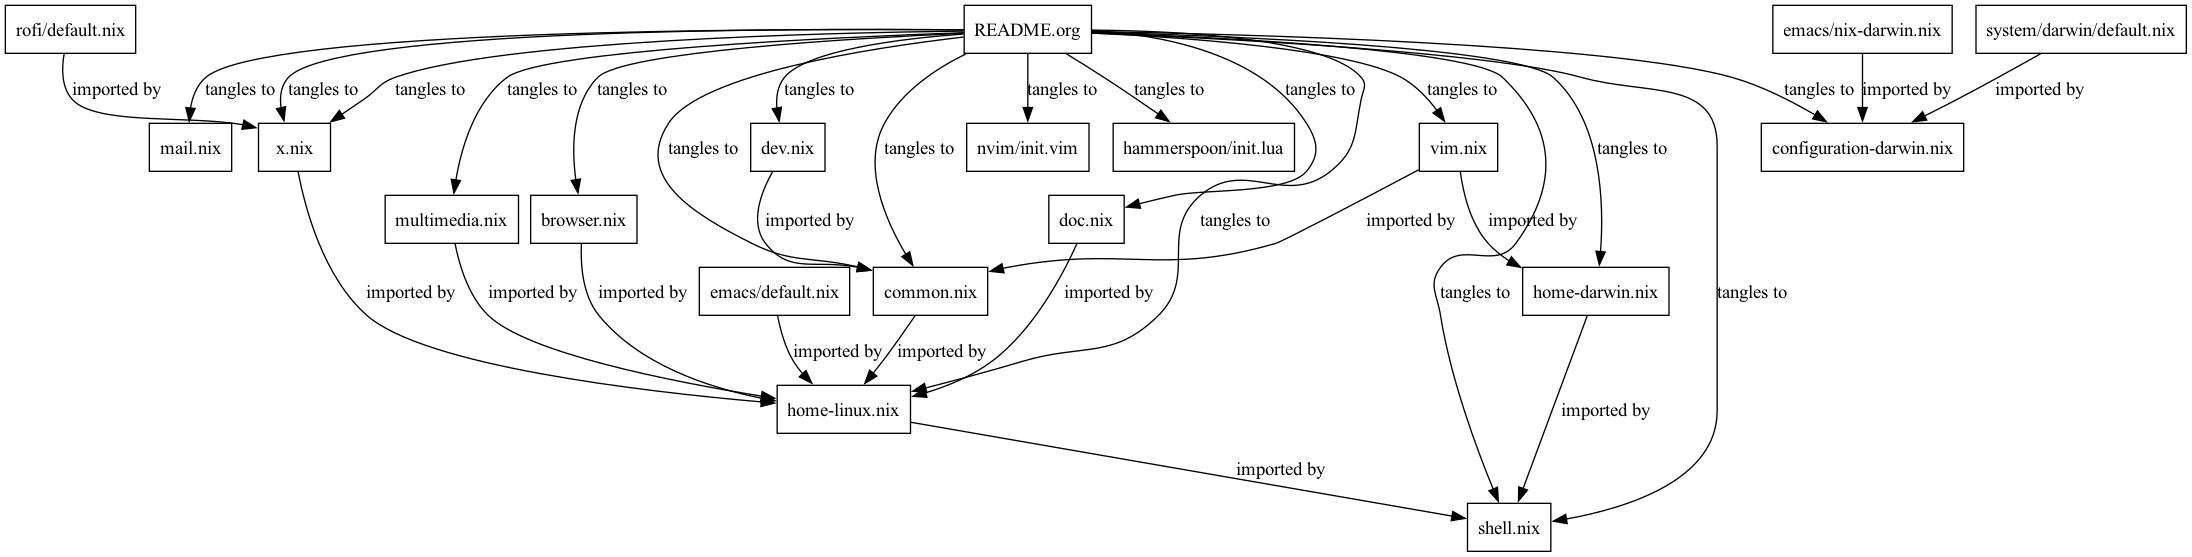 rofi/default.nix
README.org
emacs/nix-darwin.nix
system/darwin/default.nix
imported by
tangles to
tangles to
tangles to
tangles to
tangles to
tangles to
tangles to
tangles to
tangles to
tangles to
tangles to
imported by
imported by
mail.nix
x.nix
tangles to
dev.nix
tangles to
nvim/init.vim
hammerspoon/init.lua
vim.nix
tangles to
configuration-darwin.nix
multimedia.nix
browser.nix
imported by
doc.nix
tangles to
imported by
imported by
imported by
imported by
imported by
emacs/default.nix
common.nix
imported by
tangles to
home-darwin.nix
tangles to
imported by
imported by
home-linux.nix
imported by
imported by
shell.nix